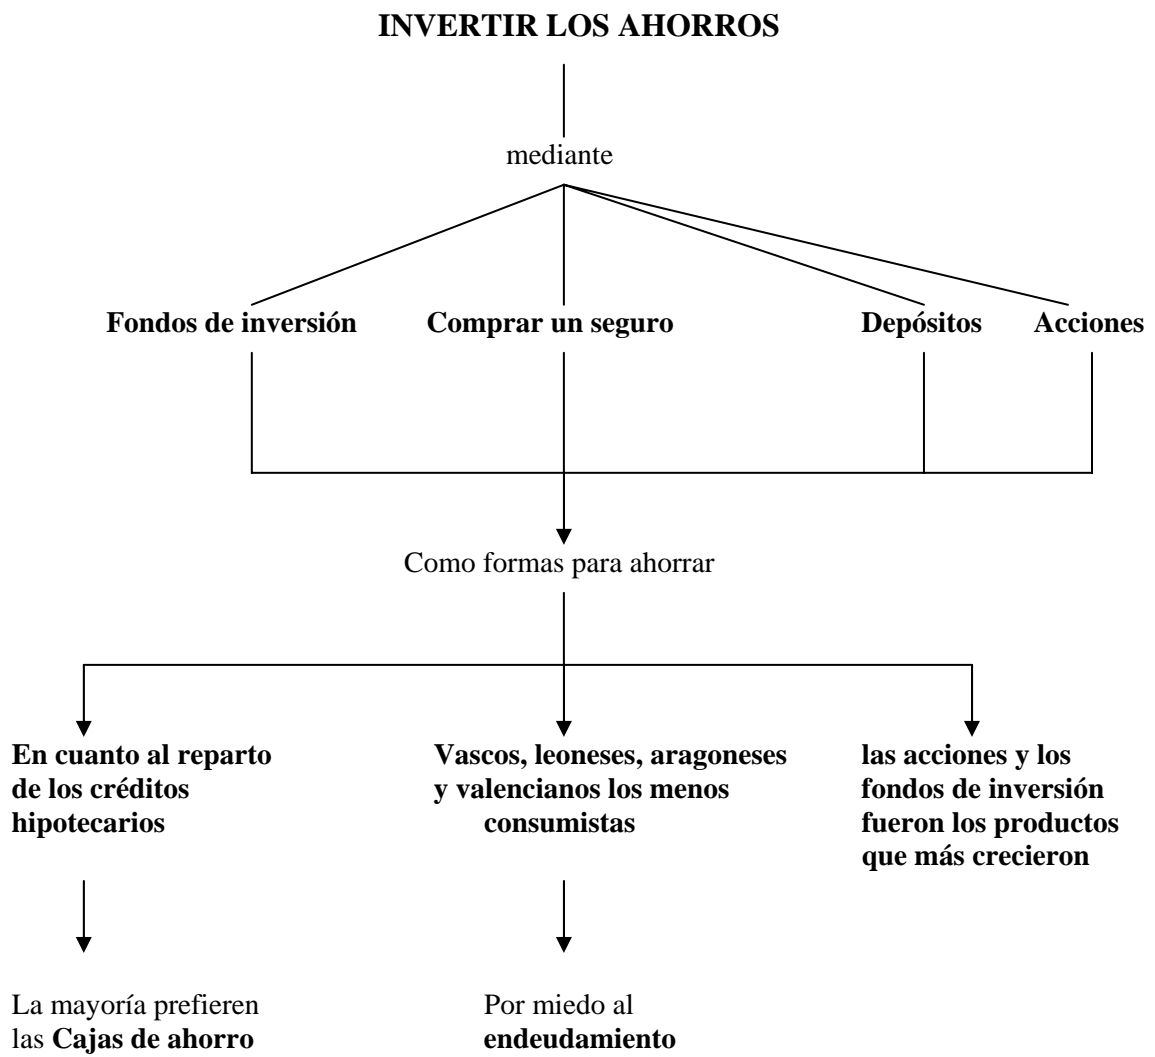 INVERTIR LOS AHORROS
mediante
Fondos de inversión Comprar un seguro Depósitos Acciones
Como formas para ahorrar
En cuanto al reparto
de los créditos
hipotecarios
Vascos, leoneses, aragoneses
y valencianos los menos
consumistas
las acciones y los
fondos de inversión
fueron los productos
que más crecieron
La mayoría prefieren
las Cajas de ahorro
Por miedo al
endeudamiento